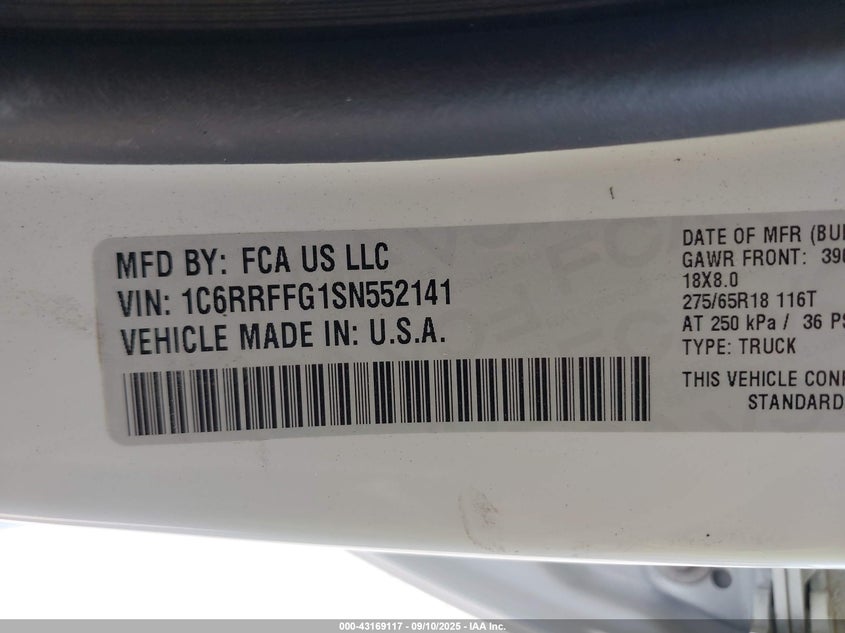 MFD BY: FCA US LLC
VIN: 1C6RRFFG1SN552141
VEHICLE MADE IN: U.S.A.
DATE OF MFR
GAWR FRONT:
18X8.0
275/65R18 116T
AT 250 kPa / 36
TYPE: TRUCK
THIS VEHICLE
STANDARD
000-43169117 - 09/10/2025 - IAA Inc.